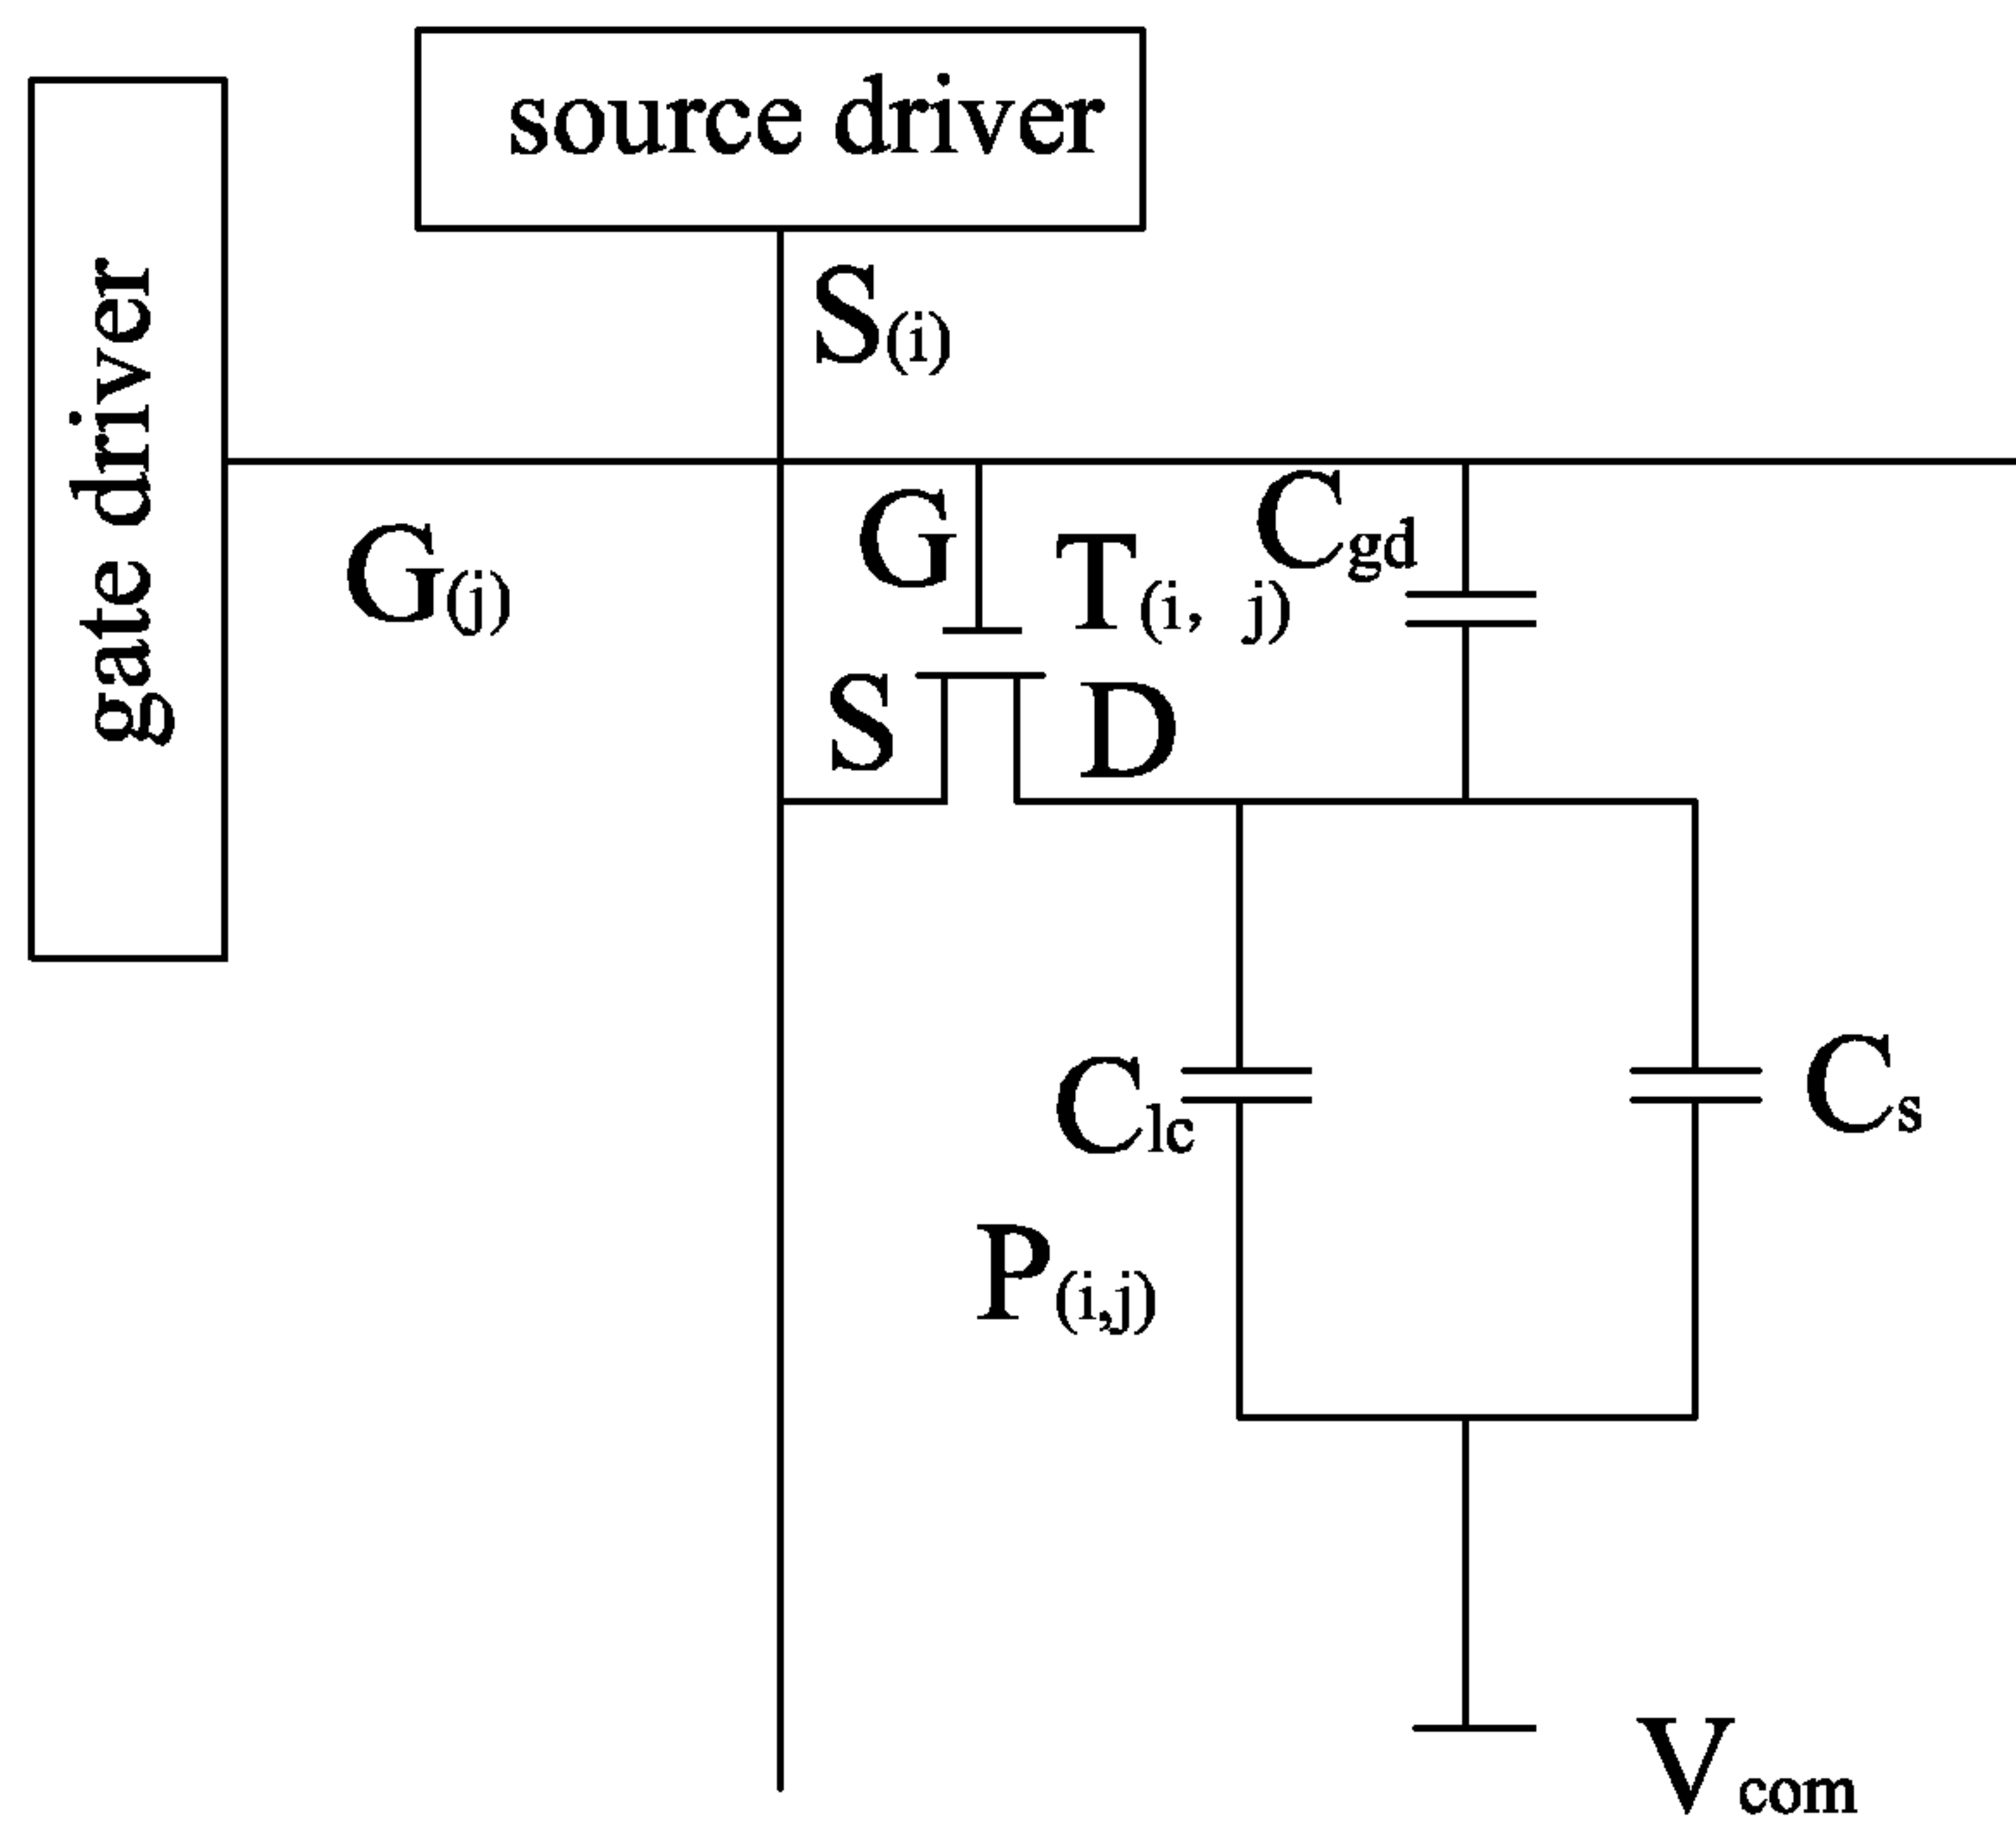 source driver
gate driver
S(i)
G(j)
G
T(i, j)
Cgd
S
D
Clc
Cs
P(i,j)
Vcom